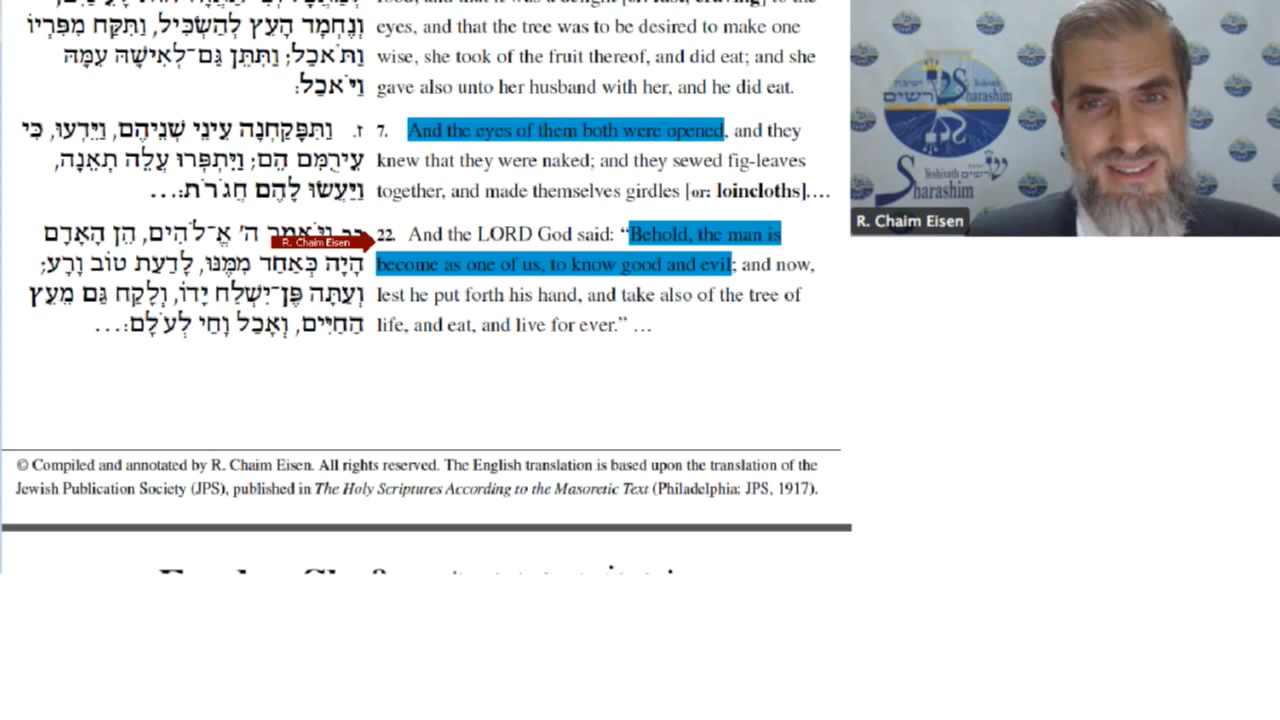 eyes, and that the tree was to be desired to make one
wise, she took of the fruit thereof, and did eat; and she
gave also unto her husband with her, and he did eat.
וְנֶחְמָד הָעֵץ לְהַשְׂכִּיל, וַתִּקַּח מִפִּרְיוֹ
וַתֹּאכַל; וַתִּתֵּן גַּם־לְאִישָׁהּ עִמָּהּ
וַיֹּאכַל:
7. And the eyes of them both were opened, and they
knew that they were naked; and they sewed fig-leaves
together, and made themselves girdles [or: loincloths]….
ז. וַתִּפָּקַחְנָה עֵינֵי שְׁנֵיהֶם, וַיֵּדְעוּ, כִּי
עֵירֻמִּם הֵם; וַיִּתְפְּרוּ עֲלֵה תְאֵנָה,
וַיַּעֲשׂוּ לָהֶם חֲגֹרֹת:…
22. And the LORD God said: “Behold, the man is
become as one of us, to know good and evil; and now,
lest he put forth his hand, and take also of the tree of
life, and eat, and live for ever.” …
ה' אֱ־לֹהִים, הֵן הָאָדָם
הָיָה כְּאַחַד מִמֶּנּוּ, לָדַעַת טוֹב וָרָע;
וְעַתָּה פֶּן־יִשְׁלַח יָדוֹ, וְלָקַח גַּם מֵעֵץ
הַחַיִּים, וְאָכַל וָחַי לְעֹלָם:…
R. Chaim Eisen
© Compiled and annotated by R. Chaim Eisen. All rights reserved. The English translation is based upon the translation of the
Jewish Publication Society (JPS), published in The Holy Scriptures According to the Masoretic Text (Philadelphia: JPS, 1917).
ישיבת
שרשים
Yeshivath
Sharashim
Yeshivath
Sharashim
R. Chaim Eisen